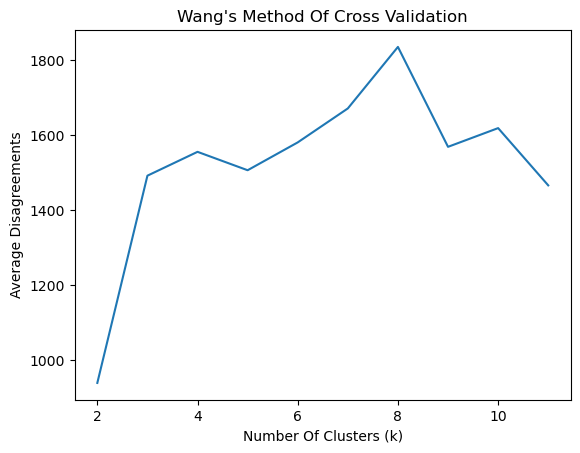 Wang's Method Of Cross Validation
Average Disagreements
1800
1600
1400
1200
1000
2 4 6 8 10
Number Of Clusters (k)